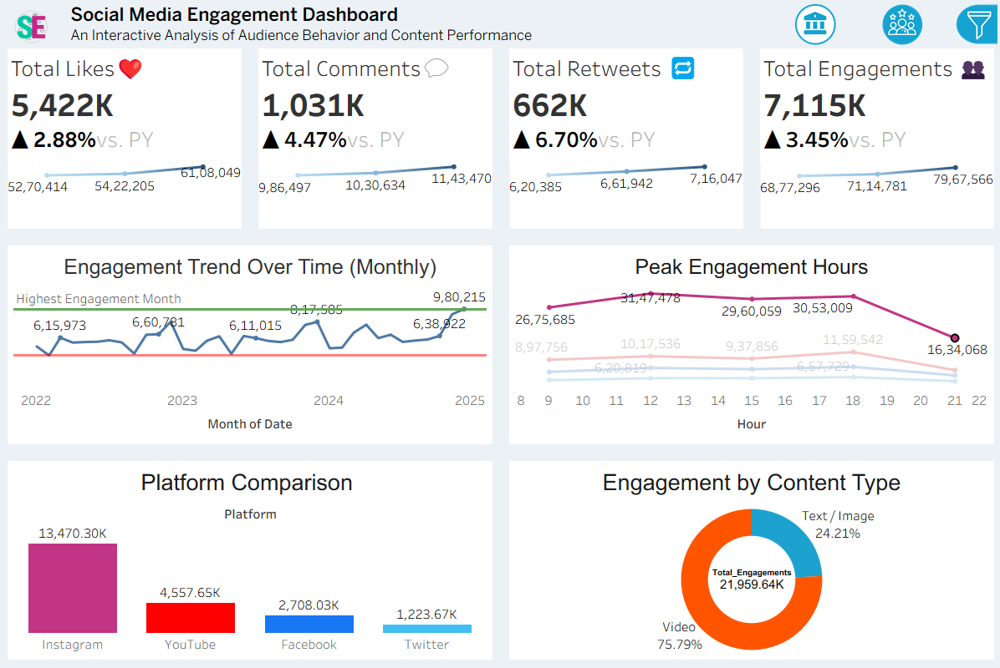 SE
Social Media Engagement Dashboard
An Interactive Analysis of Audience Behavior and Content Performance
Total Likes
5,422K
▲ 2.88% vs. PY
52,70,414 54,22,205 61,08,049
Total Comments
1,031K
▲ 4.47% vs. PY
9,86,497 10,30,634 11,43,470
Total Retweets
662K
▲ 6.70% vs. PY
6,20,385 6,61,942 7,16,047
Total Engagements
7,115K
▲ 3.45% vs. PY
68,77,296 71,14,781 79,67,566
Engagement Trend Over Time (Monthly)
Highest Engagement Month
9,80,215
8,17,585
6,15,973 6,60,781 6,11,015 6,38,922
2022 2023 2024 2025
Month of Date
Peak Engagement Hours
26,75,685 31,47,478 29,60,059 30,53,009 16,34,068
8,97,756 10,17,536 9,37,856 11,59,542
6,20,819 6,57,729
8 9 10 11 12 13 14 15 16 17 18 19 20 21 22
Hour
Platform Comparison
Platform
13,470.30K
4,557.65K
2,708.03K
1,223.67K
Instagram YouTube Facebook Twitter
Engagement by Content Type
Text / Image
24.21%
Total_Engagements
21,959.64K
Video
75.79%